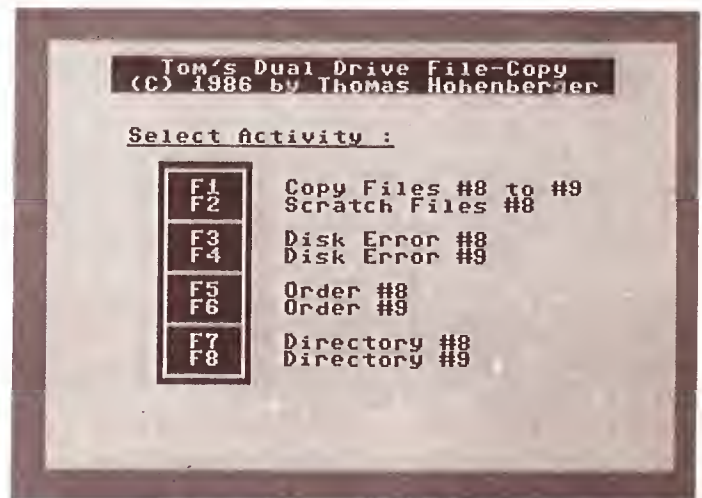 Tom's Dual Drive File-Copy
(C) 1986 by Thomas Hohenberger
Select Activity :
F1 Copy Files #8 to #9
F2 Scratch Files #8
F3 Disk Error #8
F4 Disk Error #9
F5 Order #8
F6 Order #9
F7 Directory #8
F8 Directory #9